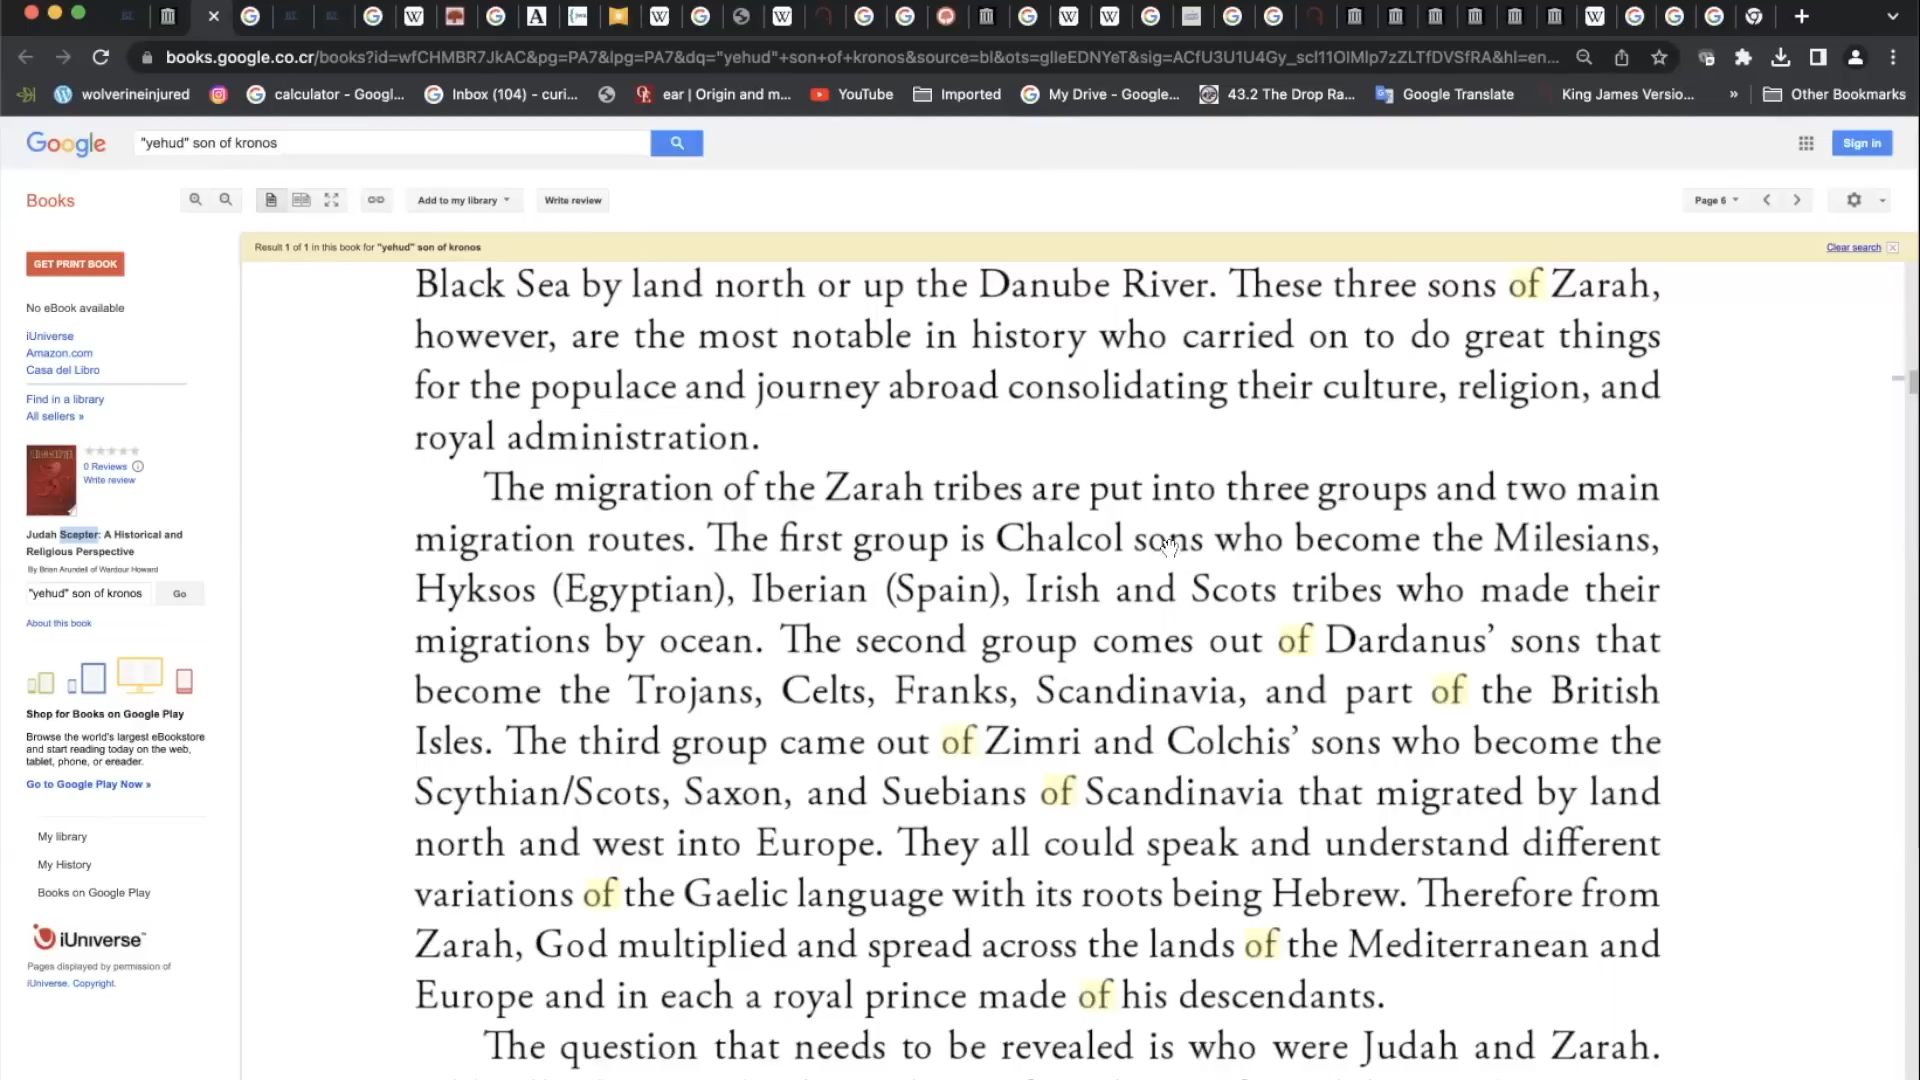 books.google.co.cr/books?id=wfCHMBR7JkAC&pg=PA7&lpg=PA7&dq="yehud"+son+of+kronos&source=bl&ots=glleEDNYeT&sig=ACfU3U1U4Gy_scl11OlMlp7zZLTfDVSfRA&hl=en...
wolverineinjured
calculator - Googl...
Inbox (104) - curi...
ear | Origin and m...
YouTube
Imported
My Drive - Google...
43.2 The Drop Ra...
Google Translate
King James Versio...
»
Other Bookmarks
Google
"yehud" son of kronos
Sign in
Books
Add to my library
Write review
Page 6
Result 1 of 1 in this book for "yehud" son of kronos
Clear search
GET PRINT BOOK
No eBook available
iUniverse
Amazon.com
Casa del Libro
Find in a library
All sellers »
0 Reviews
Write review
Judah Scepter: A Historical and
Religious Perspective
By Brian Arundell of Wardour Howard
"yehud" son of kronos
Go
About this book
Shop for Books on Google Play
Browse the world's largest eBookstore
and start reading today on the web,
tablet, phone, or ereader.
Go to Google Play Now »
My library
My History
Books on Google Play
iUniverse™
Pages displayed by permission of
iUniverse. Copyright.
Black Sea by land north or up the Danube River. These three sons of Zarah,
however, are the most notable in history who carried on to do great things
for the populace and journey abroad consolidating their culture, religion, and
royal administration.
The migration of the Zarah tribes are put into three groups and two main
migration routes. The first group is Chalcol sons who become the Milesians,
Hyksos (Egyptian), Iberian (Spain), Irish and Scots tribes who made their
migrations by ocean. The second group comes out of Dardanus’ sons that
become the Trojans, Celts, Franks, Scandinavia, and part of the British
Isles. The third group came out of Zimri and Colchis’ sons who become the
Scythian/Scots, Saxon, and Suebians of Scandinavia that migrated by land
north and west into Europe. They all could speak and understand different
variations of the Gaelic language with its roots being Hebrew. Therefore from
Zarah, God multiplied and spread across the lands of the Mediterranean and
Europe and in each a royal prince made of his descendants.
The question that needs to be revealed is who were Judah and Zarah.